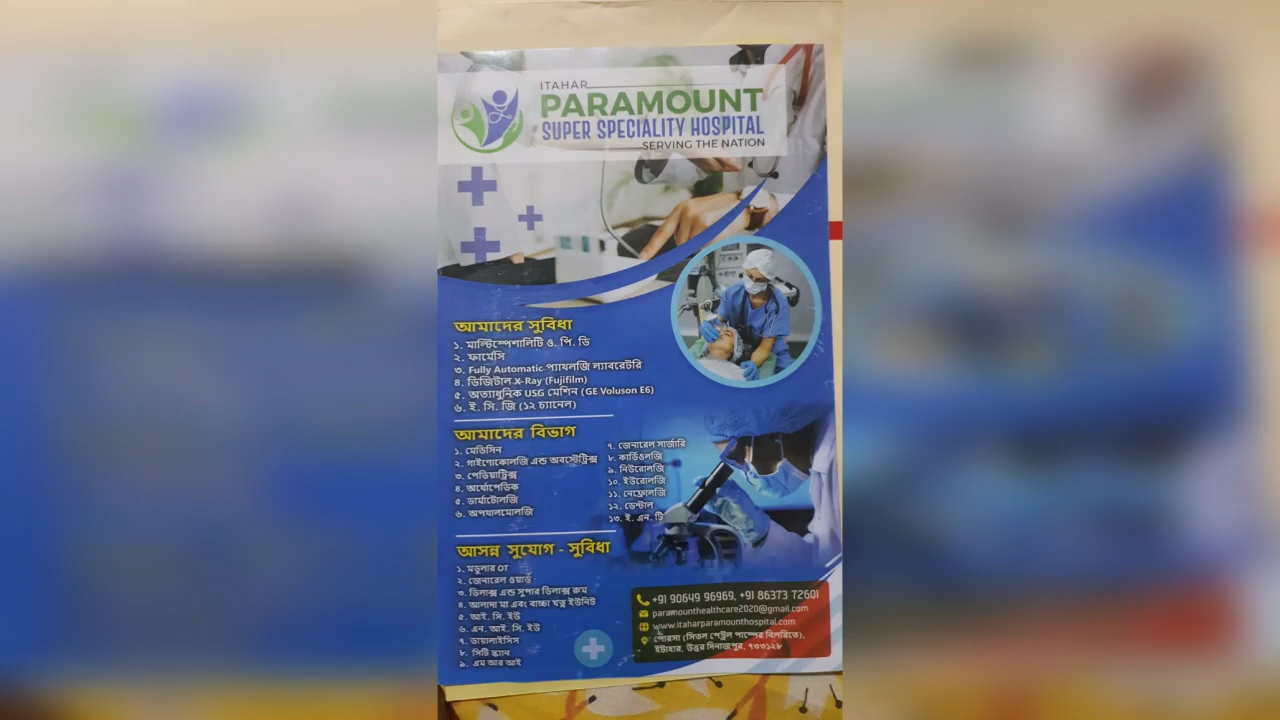 ITAHAR
PARAMOUNT
SUPER SPECIALITY HOSPITAL
SERVING THE NATION
আমাদের সুবিধা
১. মাল্টিস্পেশালিটি ও. পি. ডি
২. ফার্মেসি
৩. Fully Automatic প্যাথলজি ল্যাবরেটরি
৪. ডিজিটাল X-Ray (Fujifilm)
৫. অত্যাধুনিক USG মেশিন (GE Voluson E6)
৬. ই. সি. জি (১২ চ্যানেল)
আমাদের বিভাগ
১. মেডিসিন
২. গাইণ্যোকোলজি এন্ড অবস্টেট্রিক্স
৩. পেডিয়াট্রিক্স
৪. অর্থোপেডিক
৫. ডার্মাটোলজি
৬. অপথালমোলজি
৭. জেনারেল সার্জারি
৮. কার্ডিওলজি
৯. নিউরোলজি
১০. ইউরোলজি
১১. নেফ্রোলজি
১২. ডেন্টাল
১৩. ই. এন. টি
আসন্ন সুযোগ - সুবিধা
১. মডুলার OT
২. জেনারেল ওয়ার্ড
৩. ডিলাক্স এন্ড সুপার ডিলাক্স রুম
৪. আলাদা মা এবং বাচ্চা যত্ন ইউনিট
৫. আই. সি. ইউ
৬. এন. আই. সি. ইউ
৭. ডায়ালাইসিস
৮. সিটি স্ক্যান
৯. এম আর আই
+91 90649 96969, +91 86373 72601
paramounthealthcare2020@gmail.com
www.itaharparamounthospital.com
পোরসা (সিতল পেট্রল পাম্পের বিপরিতে),
ইটাহার, উত্তর দিনাজপুর, ৭৩৩১২৮